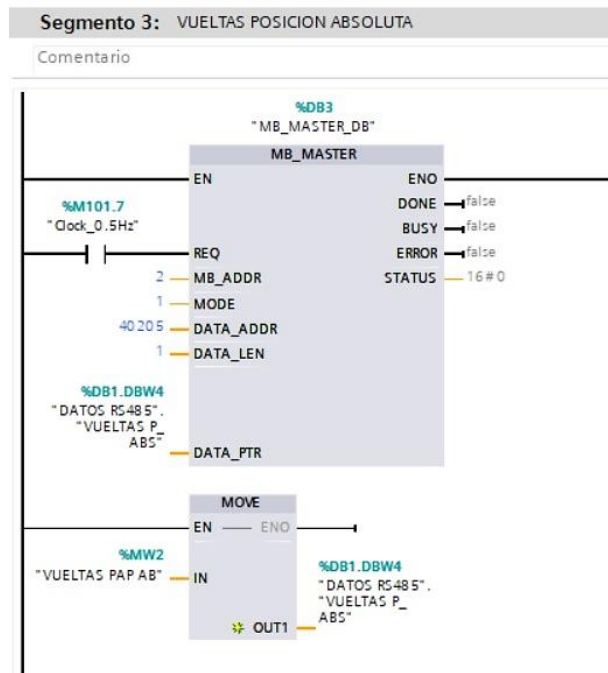 Segmento 3: VUELTAS POSICION ABSOLUTA
Comentario
%DB3
"MB_MASTER_DB"
MB_MASTER
EN ENO
DONE false
%M101.7
"Clock_0.5Hz"
BUSY false
REQ ERROR false
2 MB_ADDR STATUS 16#0
1 MODE
40205 DATA_ADDR
1 DATA_LEN
%DB1.DBW4
"DATOS RS485".
"VUELTAS P_
ABS"
DATA_PTR
MOVE
EN ENO
%MW2
"VUELTAS PAP AB" IN
%DB1.DBW4
"DATOS RS485".
"VUELTAS P_
ABS"
OUT1